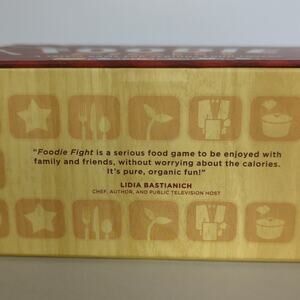 FOODIE
"Foodie Fight is a serious food game to be enjoyed with
family and friends, without worrying about the calories.
It's pure, organic fun!"
LIDIA BASTIANICH
CHEF, AUTHOR, AND PUBLIC TELEVISION HOST